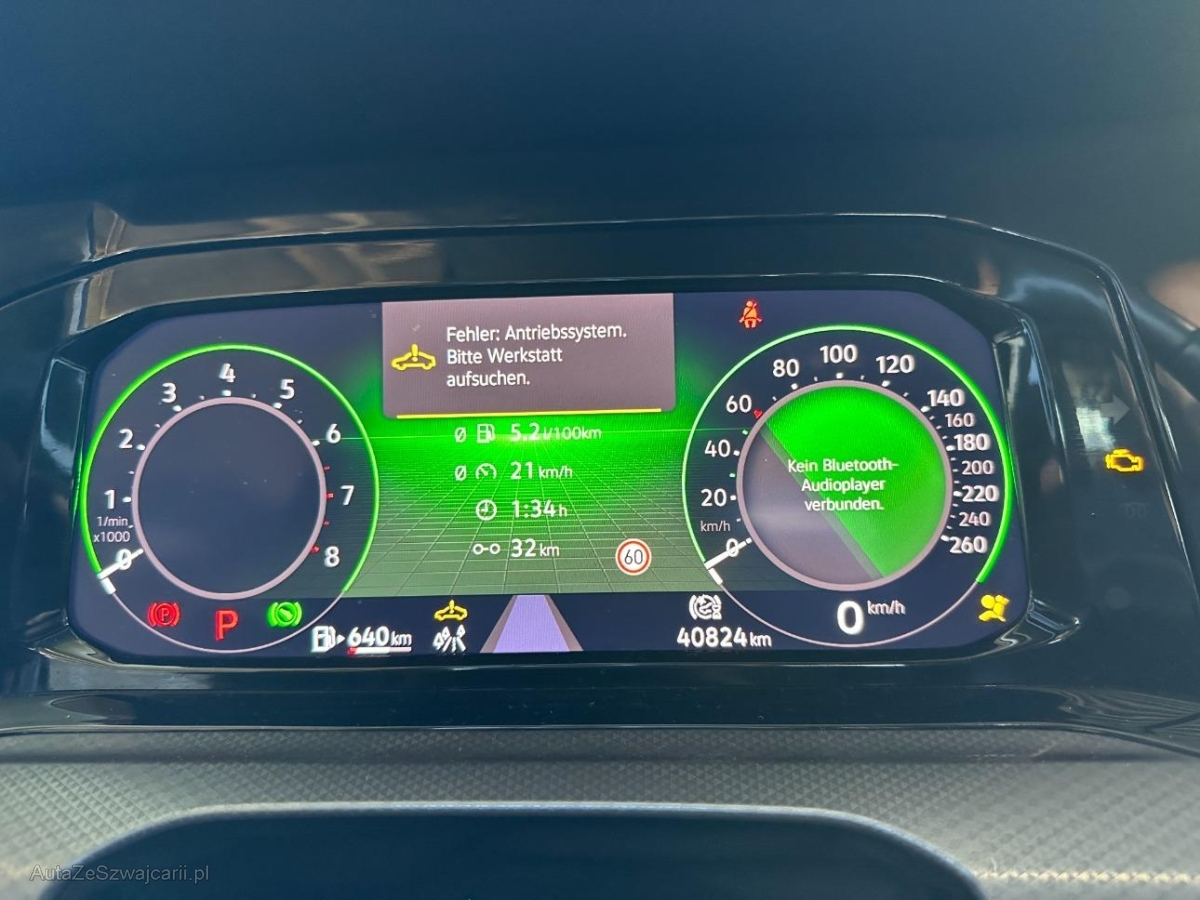 Fehler: Antriebssystem.
Bitte Werkstatt
aufsuchen.
Ø 5.2 l/100km
Ø 21 km/h
1:34 h
32 km
60
1/min
x1000
0
1
2
3
4
5
6
7
8
km/h
0
20
40
60
80
100
120
140
160
180
200
220
240
260
Kein Bluetooth-
Audioplayer
verbunden.
P
P
640 km
40824 km
0 km/h
AutaZeSzwajcarii.pl